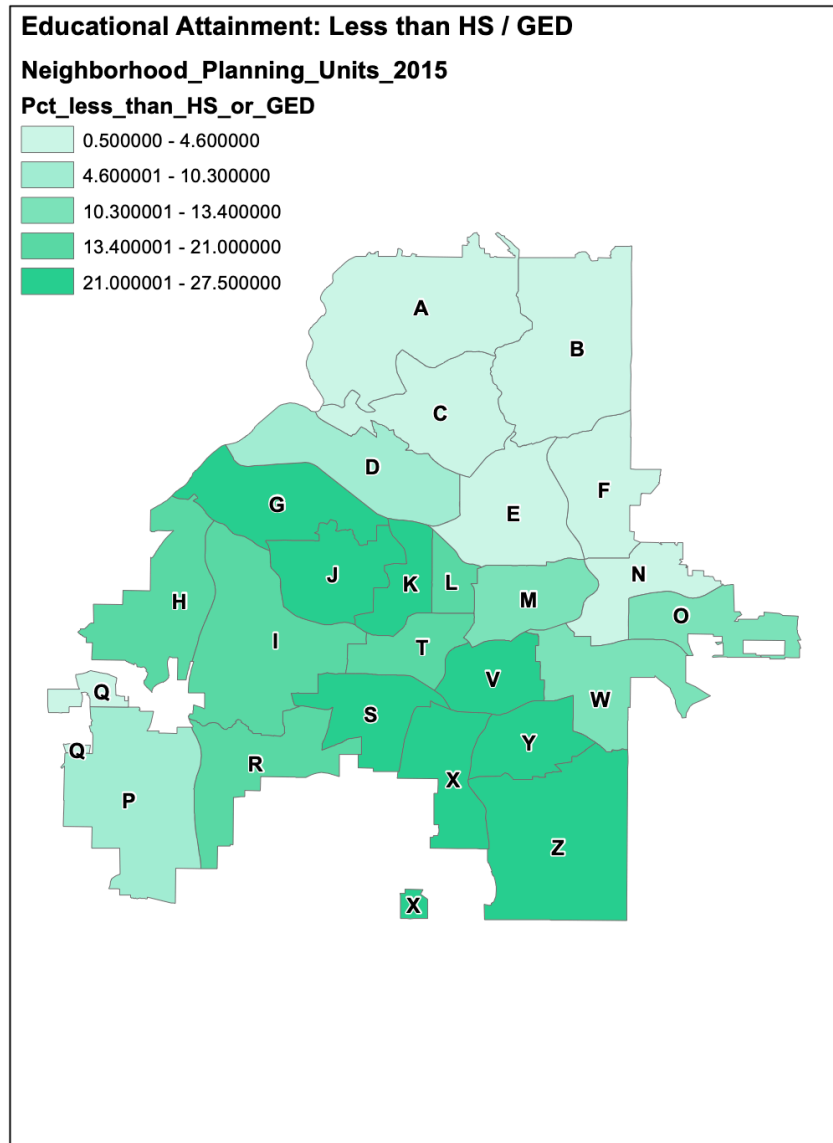 Educational Attainment: Less than HS / GED
Neighborhood_Planning_Units_2015
Pct_less_than_HS_or_GED
0.500000 - 4.600000
4.600001 - 10.300000
10.300001 - 13.400000
13.400001 - 21.000000
21.000001 - 27.500000
A
B
C
D
F
G
E
J
K
L
N
H
M
O
I
T
V
Q
W
S
Y
Q
R
X
P
Z
X